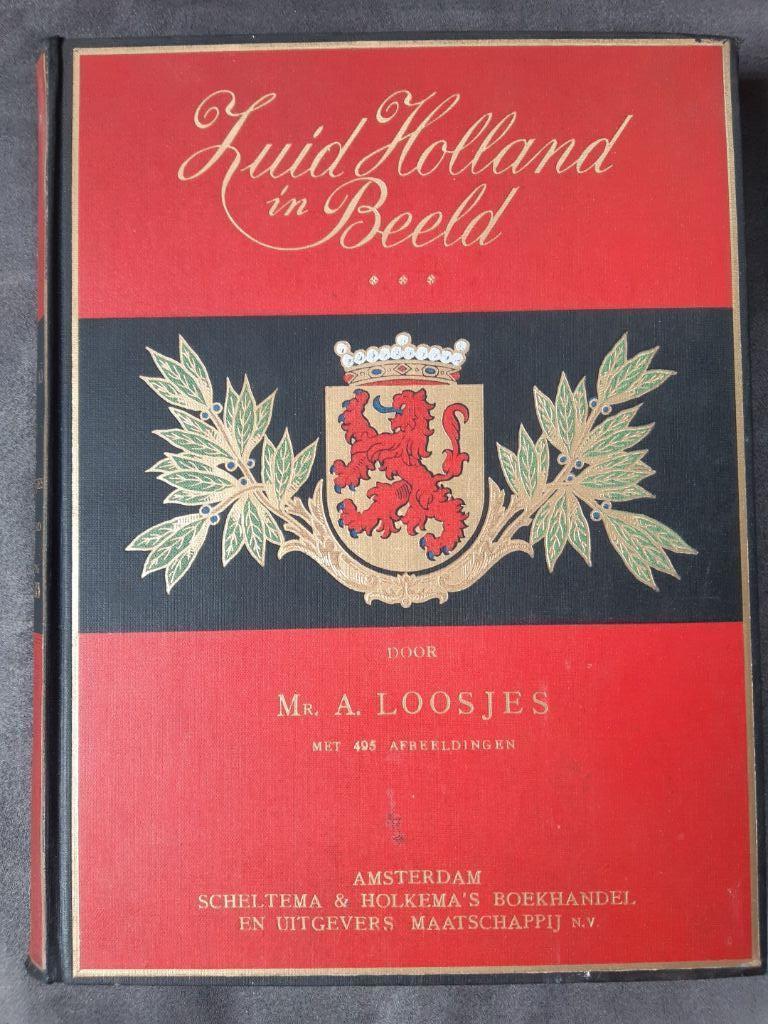 Zuid Holland
in Beeld
DOOR
MR. A. LOOSJES
MET 495 AFBEELDINGEN
AMSTERDAM
SCHELTEMA & HOLKEMA'S BOEKHANDEL
EN UITGEVERS MAATSCHAPPIJ N.V.